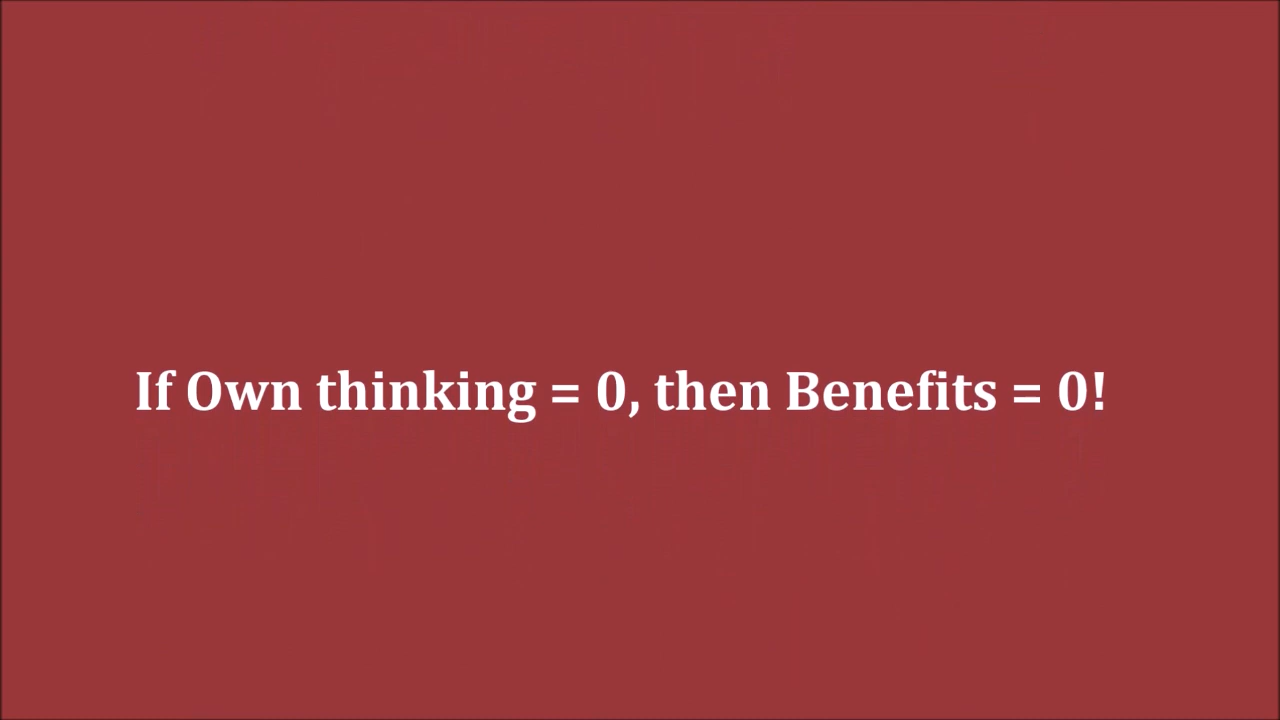 If Own thinking = 0, then Benefits = 0!